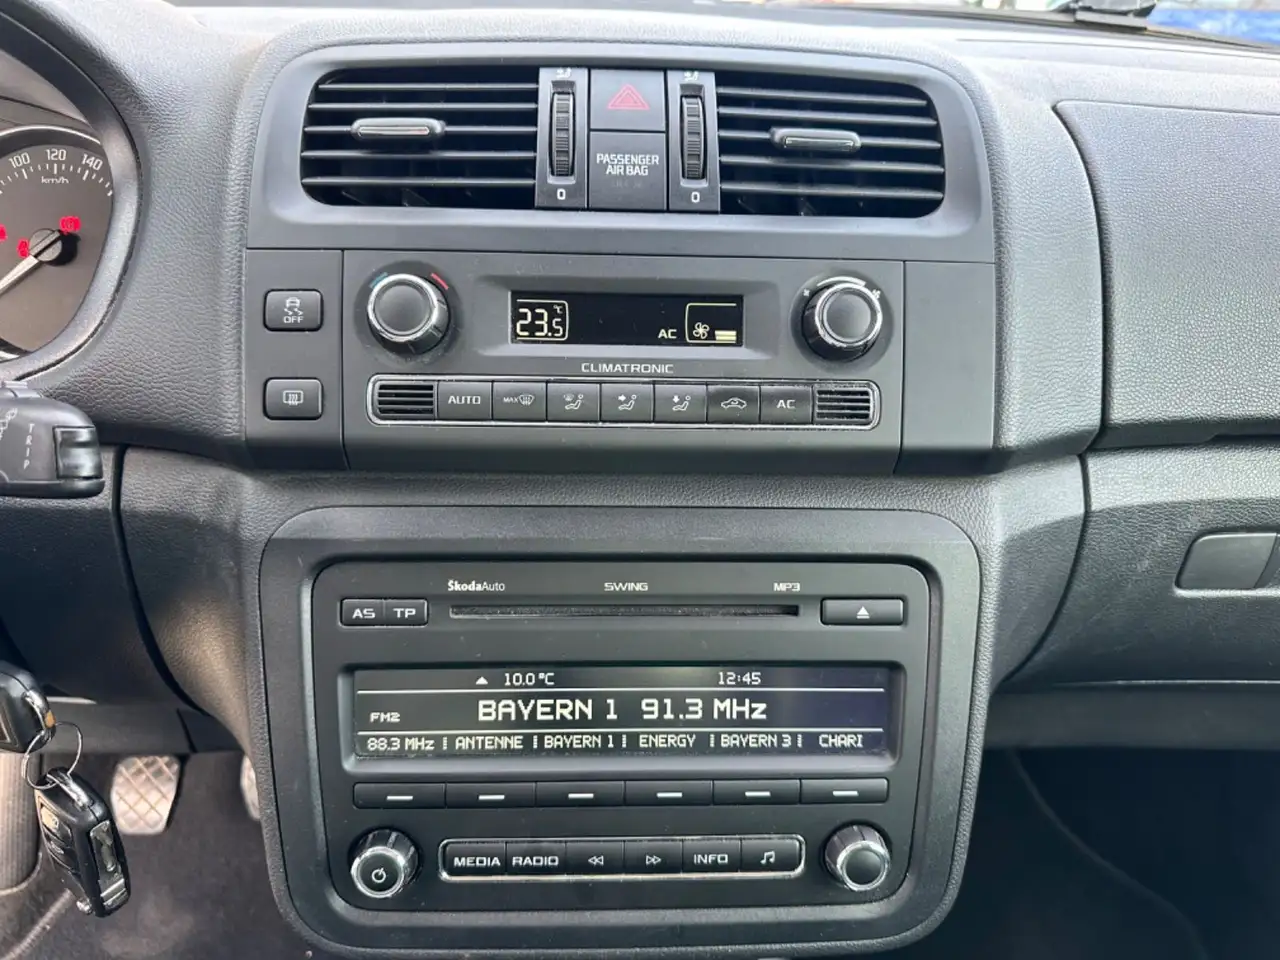 100 120 140
km/h
0
PASSENGER
AIR BAG
0
OFF
23.5 °C
AC
CLIMATRONIC
AUTO MAX AC
TRIP
ŠkodaAuto SWING MP3
AS TP
10.0 °C 12:45
FM2 BAYERN 1 91.3 MHz
88.3 MHz ANTENNE BAYERN 1 ENERGY BAYERN 3 CHARI
MEDIA RADIO INFO